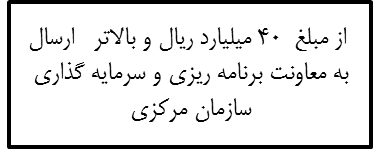 از مبلغ ۴۰ میلیارد ریال و بالاتر ارسال
به معاونت برنامه ریزی و سرمایه گذاری
سازمان مرکزی